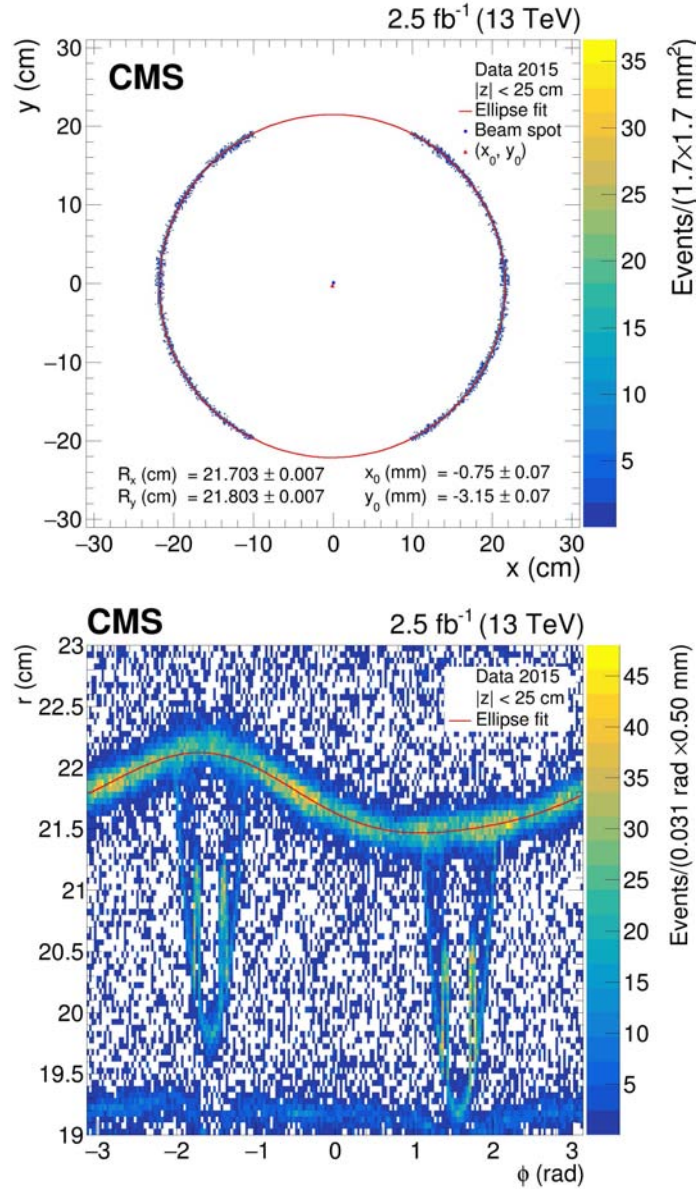 2.5 fb⁻¹ (13 TeV)
CMS
Data 2015
|z| < 25 cm
Ellipse fit
Beam spot
(x₀, y₀)
y (cm)
30
20
10
0
−10
−20
−30
Rₓ (cm) = 21.703 ± 0.007
x₀ (mm) = -0.75 ± 0.07
R_y (cm) = 21.803 ± 0.007
y₀ (mm) = -3.15 ± 0.07
−30 −20 −10 0 10 20 30
x (cm)
35
30
25
20
15
10
5
Events/(1.7×1.7 mm²)
CMS
2.5 fb⁻¹ (13 TeV)
Data 2015
|z| < 25 cm
Ellipse fit
r (cm)
23
22.5
22
21.5
21
20.5
20
19.5
19
−3 −2 −1 0 1 2 3
ϕ (rad)
45
40
35
30
25
20
15
10
5
Events/(0.031 rad ×0.50 mm)